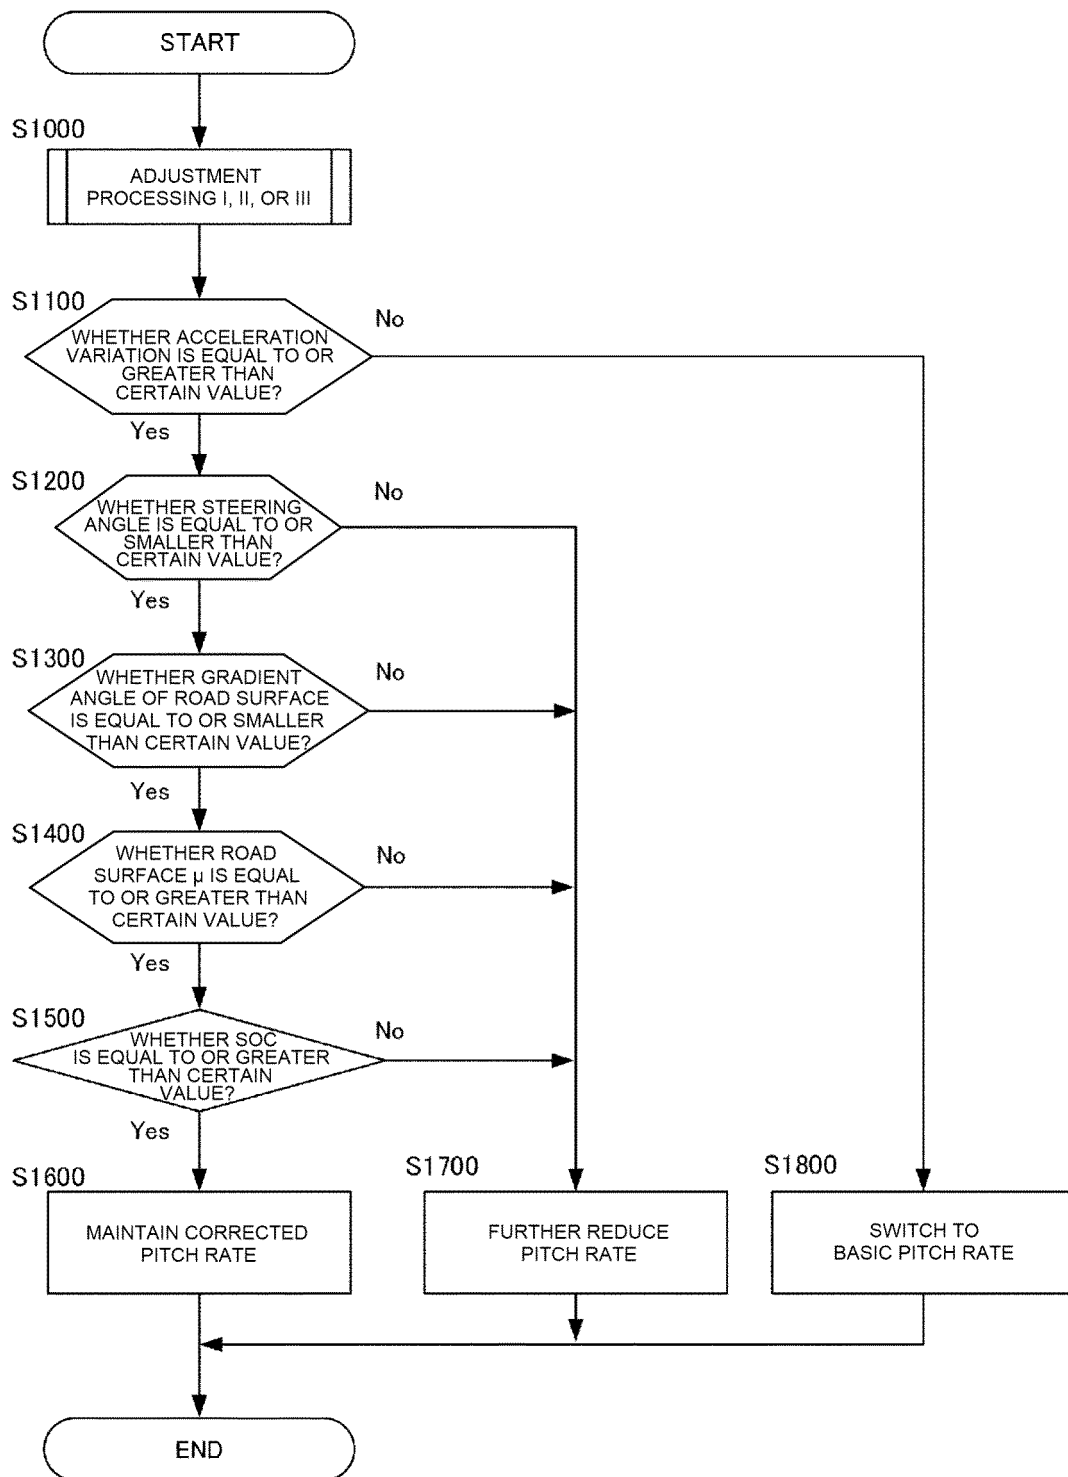 START
S1000
ADJUSTMENT
PROCESSING I, II, OR III
S1100
No
WHETHER ACCELERATION
VARIATION IS EQUAL TO OR
GREATER THAN
CERTAIN VALUE?
Yes
S1200
No
WHETHER STEERING
ANGLE IS EQUAL TO OR
SMALLER THAN
CERTAIN VALUE?
Yes
S1300
No
WHETHER GRADIENT
ANGLE OF ROAD SURFACE
IS EQUAL TO OR SMALLER
THAN CERTAIN VALUE?
Yes
S1400
No
WHETHER ROAD
SURFACE μ IS EQUAL
TO OR GREATER THAN
CERTAIN VALUE?
Yes
S1500
No
WHETHER SOC
IS EQUAL TO OR GREATER
THAN CERTAIN
VALUE?
Yes
S1600
MAINTAIN CORRECTED
PITCH RATE
S1700
FURTHER REDUCE
PITCH RATE
S1800
SWITCH TO
BASIC PITCH RATE
END